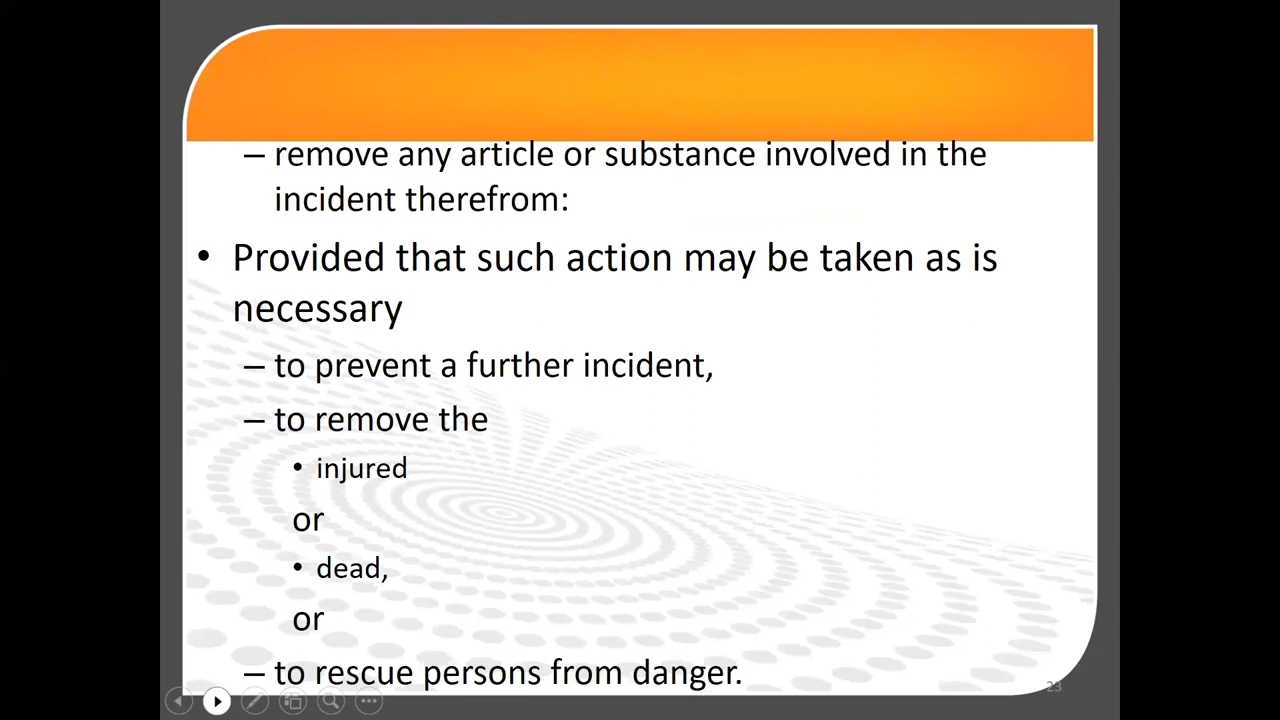 – remove any article or substance involved in the
incident therefrom:
• Provided that such action may be taken as is
necessary
– to prevent a further incident,
– to remove the
• injured
or
• dead,
or
– to rescue persons from danger.
23